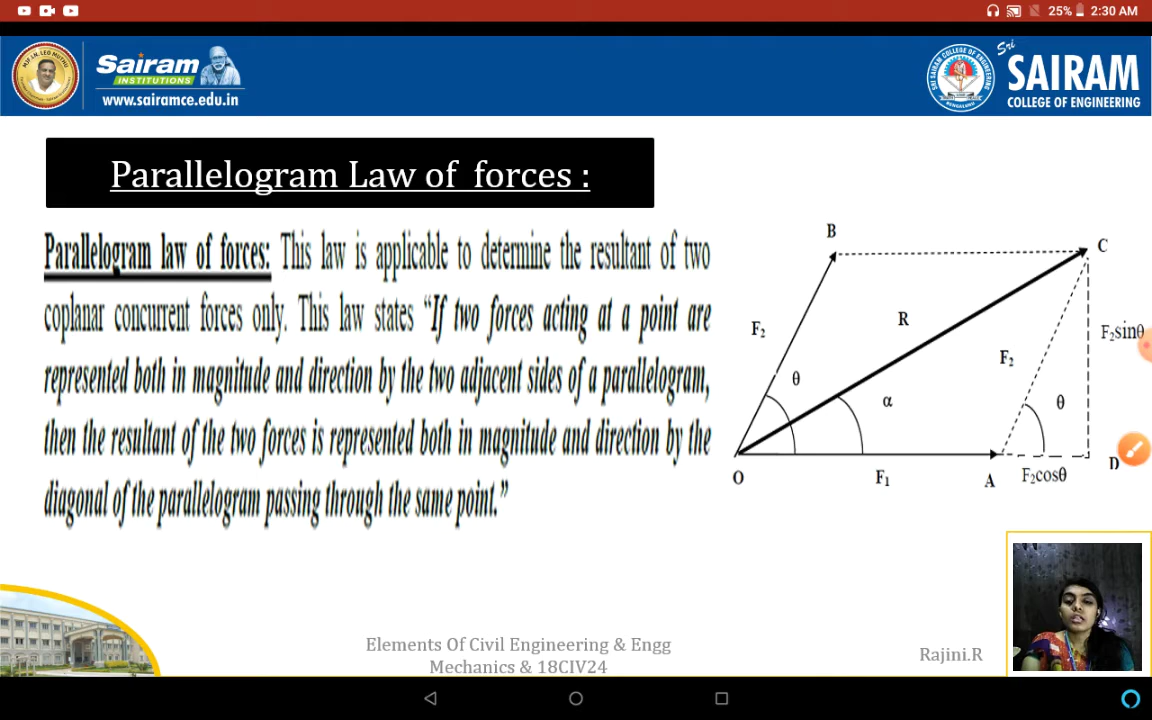 25% 2:30 AM
Sairam
INSTITUTIONS
www.sairamce.edu.in
Sri
SAIRAM
COLLEGE OF ENGINEERING
Parallelogram Law of forces :
Parallelogram law of forces: This law is applicable to determine the resultant of two
coplanar concurrent forces only. This law states “If two forces acting at a point are
represented both in magnitude and direction by the two adjacent sides of a parallelogram,
then the resultant of the two forces is represented both in magnitude and direction by the
diagonal of the parallelogram passing through the same point.”
B
C
F₂
R
F₂sinθ
F₂
θ
α
θ
O
F₁
A
F₂cosθ
D
Elements Of Civil Engineering & Engg
Mechanics & 18CIV24
Rajini.R